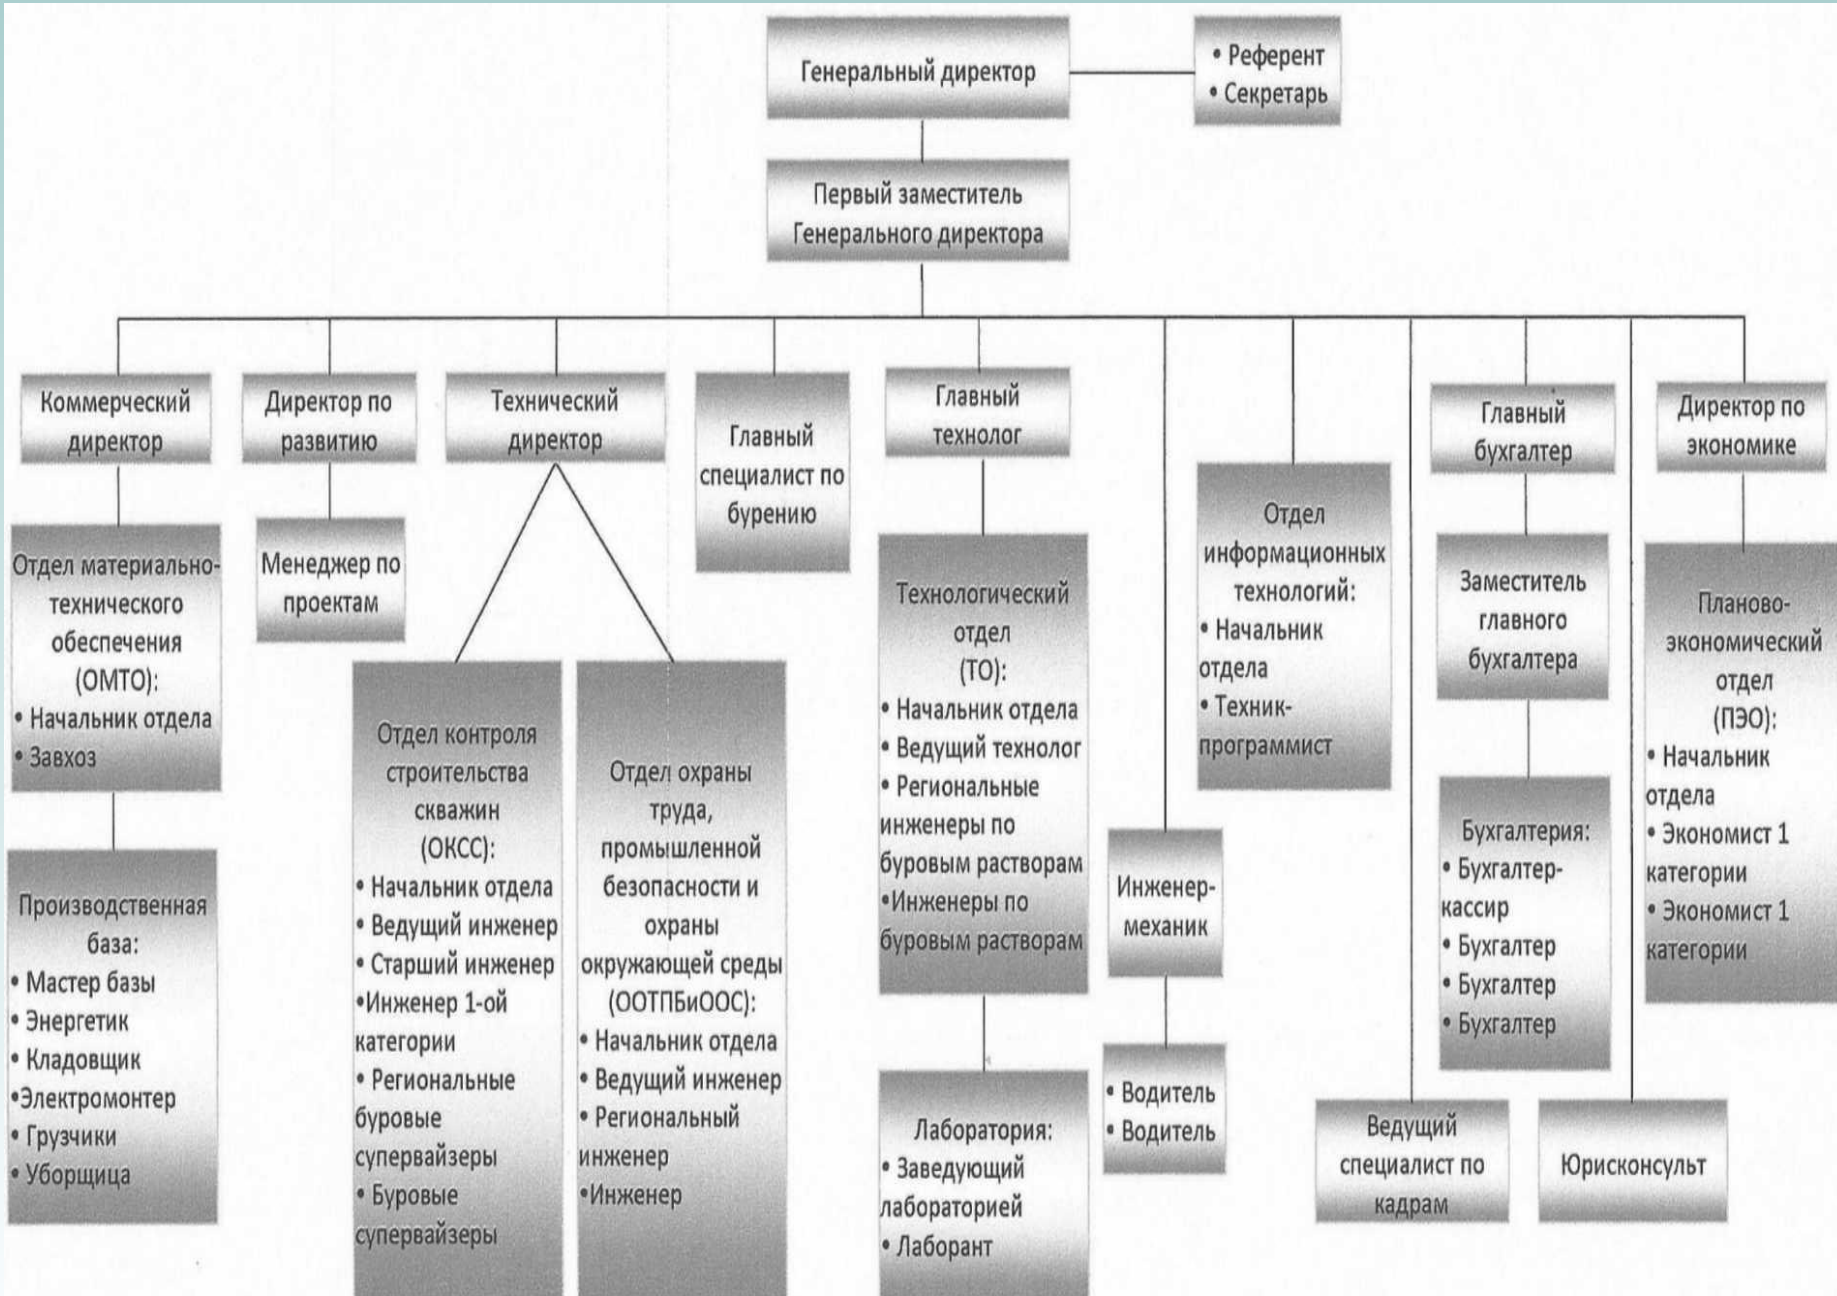 Генеральный директор
• Референт
• Секретарь
Первый заместитель
Генерального директора
Коммерческий
директор
Отдел материально-
технического
обеспечения
(ОМТО):
• Начальник отдела
• Завхоз
Производственная
база:
• Мастер базы
• Энергетик
• Кладовщик
•Электромонтер
• Грузчики
• Уборщица
Директор по
развитию
Менеджер по
проектам
Технический
директор
Отдел контроля
строительства
скважин
(ОКСС):
• Начальник отдела
• Ведущий инженер
• Старший инженер
•Инженер 1-ой
категории
• Региональные
буровые
супервайзеры
• Буровые
супервайзеры
Отдел охраны
труда,
промышленной
безопасности и
охраны
окружающей среды
(ООТПБиООС):
• Начальник отдела
• Ведущий инженер
• Региональный
инженер
•Инженер
Главный
специалист по
бурению
Главный
технолог
Технологический
отдел
(ТО):
• Начальник отдела
• Ведущий технолог
• Региональные
инженеры по
буровым растворам
•Инженеры по
буровым растворам
Лаборатория:
• Заведующий
лабораторией
• Лаборант
Инженер-
механик
• Водитель
• Водитель
Отдел
информационных
технологий:
• Начальник
отдела
• Техник-
программист
Ведущий
специалист по
кадрам
Главный
бухгалтер
Заместитель
главного
бухгалтера
Бухгалтерия:
• Бухгалтер-
кассир
• Бухгалтер
• Бухгалтер
• Бухгалтер
Юрисконсульт
Директор по
экономике
Планово-
экономический
отдел
(ПЭО):
• Начальник
отдела
• Экономист 1
категории
• Экономист 1
категории